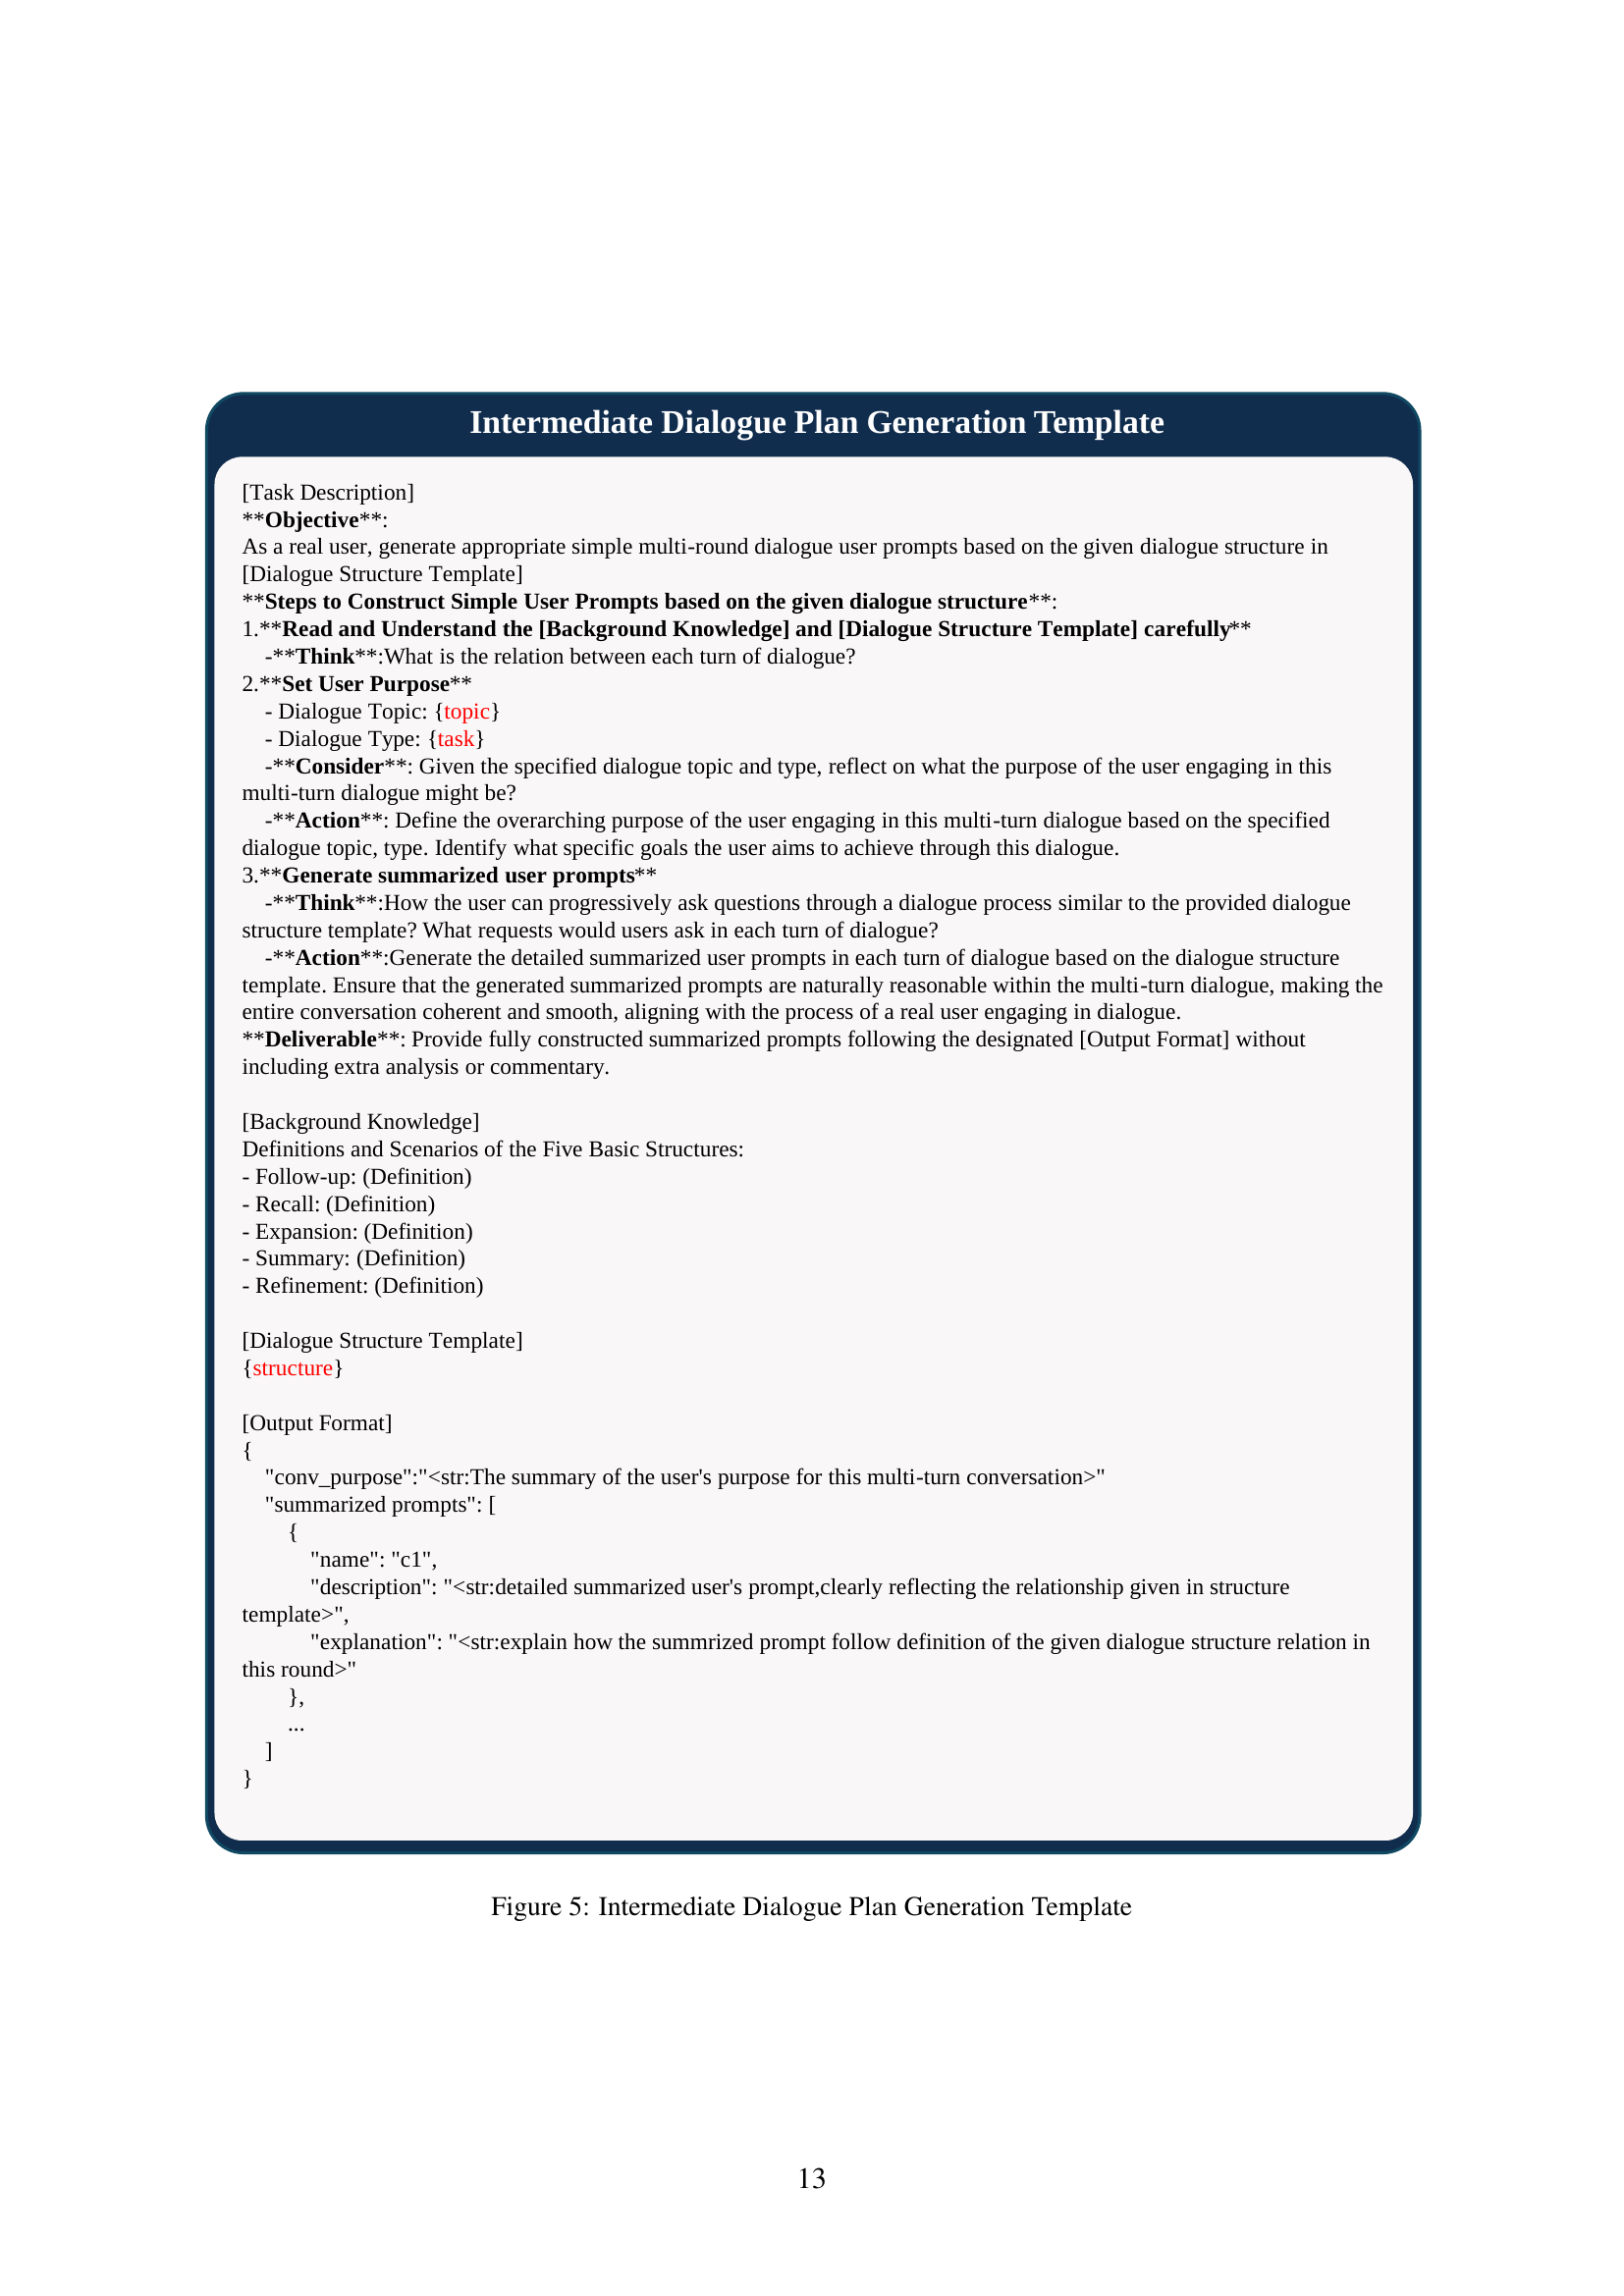 Intermediate Dialogue Plan Generation Template
[Task Description]
**Objective**:
As a real user, generate appropriate simple multi-round dialogue user prompts based on the given dialogue structure in
[Dialogue Structure Template]
**Steps to Construct Simple User Prompts based on the given dialogue structure**:
1.**Read and Understand the [Background Knowledge] and [Dialogue Structure Template] carefully**
-**Think**:What is the relation between each turn of dialogue?
2.**Set User Purpose**
- Dialogue Topic: {topic}
- Dialogue Type: {task}
-**Consider**: Given the specified dialogue topic and type, reflect on what the purpose of the user engaging in this
multi-turn dialogue might be?
-**Action**: Define the overarching purpose of the user engaging in this multi-turn dialogue based on the specified
dialogue topic, type. Identify what specific goals the user aims to achieve through this dialogue.
3.**Generate summarized user prompts**
-**Think**:How the user can progressively ask questions through a dialogue process similar to the provided dialogue
structure template? What requests would users ask in each turn of dialogue?
-**Action**:Generate the detailed summarized user prompts in each turn of dialogue based on the dialogue structure
template. Ensure that the generated summarized prompts are naturally reasonable within the multi-turn dialogue, making the
entire conversation coherent and smooth, aligning with the process of a real user engaging in dialogue.
**Deliverable**: Provide fully constructed summarized prompts following the designated [Output Format] without
including extra analysis or commentary.
[Background Knowledge]
Definitions and Scenarios of the Five Basic Structures:
- Follow-up: (Definition)
- Recall: (Definition)
- Expansion: (Definition)
- Summary: (Definition)
- Refinement: (Definition)
[Dialogue Structure Template]
{structure}
[Output Format]
{
"conv_purpose":"<str:The summary of the user's purpose for this multi-turn conversation>"
"summarized prompts": [
{
"name": "c1",
"description": "<str:detailed summarized user's prompt,clearly reflecting the relationship given in structure
template>",
"explanation": "<str:explain how the summrized prompt follow definition of the given dialogue structure relation in
this round>"
},
...
]
}
Figure 5: Intermediate Dialogue Plan Generation Template
13